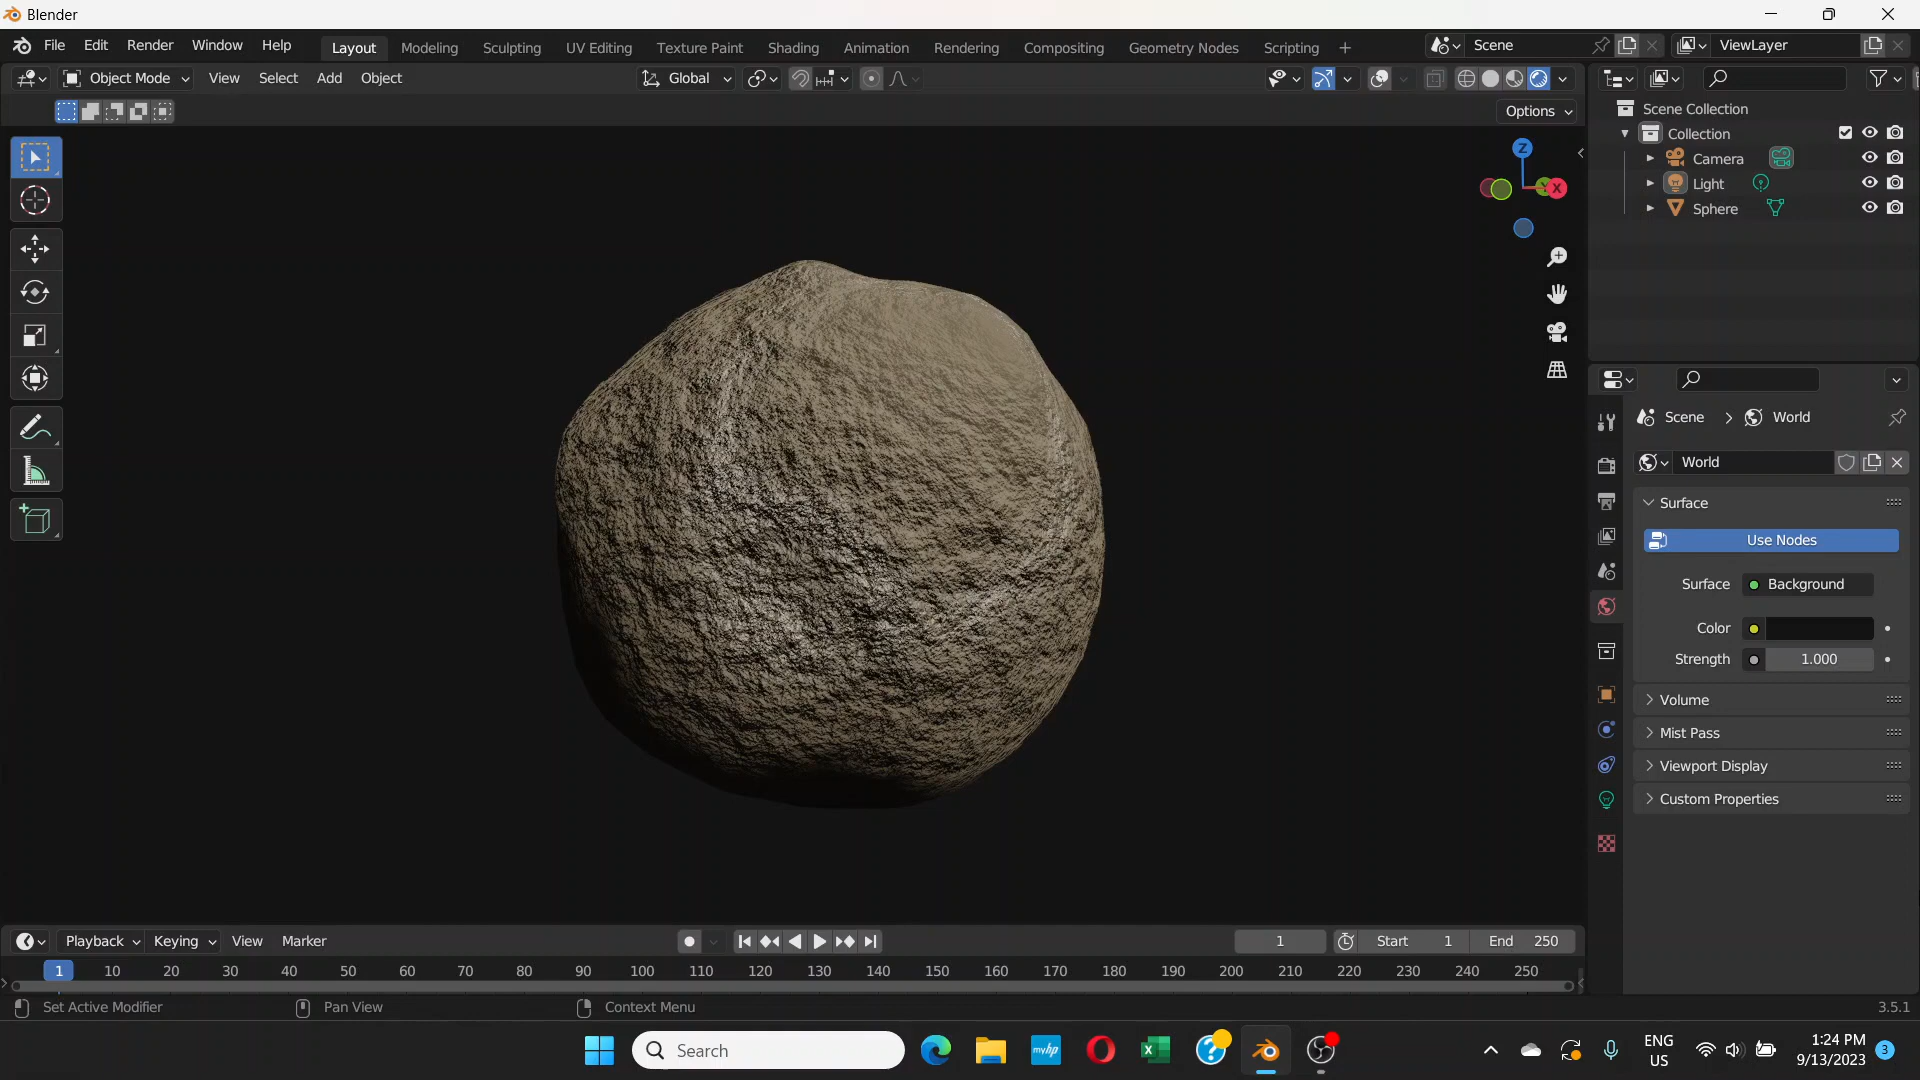 Blender
File Edit Render Window Help Layout Modeling Sculpting UV Editing Texture Paint Shading Animation Rendering Compositing Geometry Nodes Scripting + Scene ViewLayer
Object Mode View Select Add Object Global
Options
Z
X
Scene Collection
Collection
Camera
Light
Sphere
Scene > World
World
Surface
Use Nodes
Surface Background
Color
Strength 1.000
Volume
Mist Pass
Viewport Display
Custom Properties
Playback Keying View Marker 1 Start 1 End 250
1 10 20 30 40 50 60 70 80 90 100 110 120 130 140 150 160 170 180 190 200 210 220 230 240 250
Set Active Modifier Pan View Context Menu 3.5.1
Search myhp ENG US 1:24 PM 9/13/2023 3